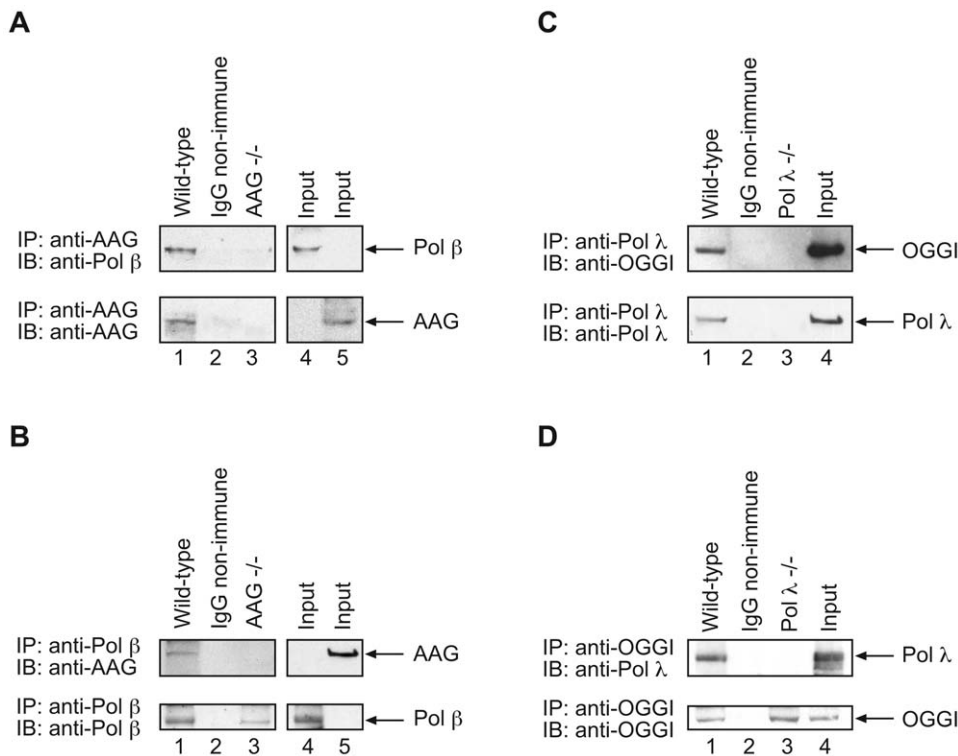 A
Wild-type
IgG non-immune
AAG -/-
Input
Input
IP: anti-AAG
IB: anti-Pol β
Pol β
IP: anti-AAG
IB: anti-AAG
AAG
1 2 3 4 5
B
Wild-type
IgG non-immune
AAG -/-
Input
Input
IP: anti-Pol β
IB: anti-AAG
AAG
IP: anti-Pol β
IB: anti-Pol β
Pol β
1 2 3 4 5
C
Wild-type
IgG non-immune
Pol λ -/-
Input
IP: anti-Pol λ
IB: anti-OGGI
OGGI
IP: anti-Pol λ
IB: anti-Pol λ
Pol λ
1 2 3 4
D
Wild-type
IgG non-immune
Pol λ -/-
Input
IP: anti-OGGI
IB: anti-Pol λ
Pol λ
IP: anti-OGGI
IB: anti-OGGI
OGGI
1 2 3 4